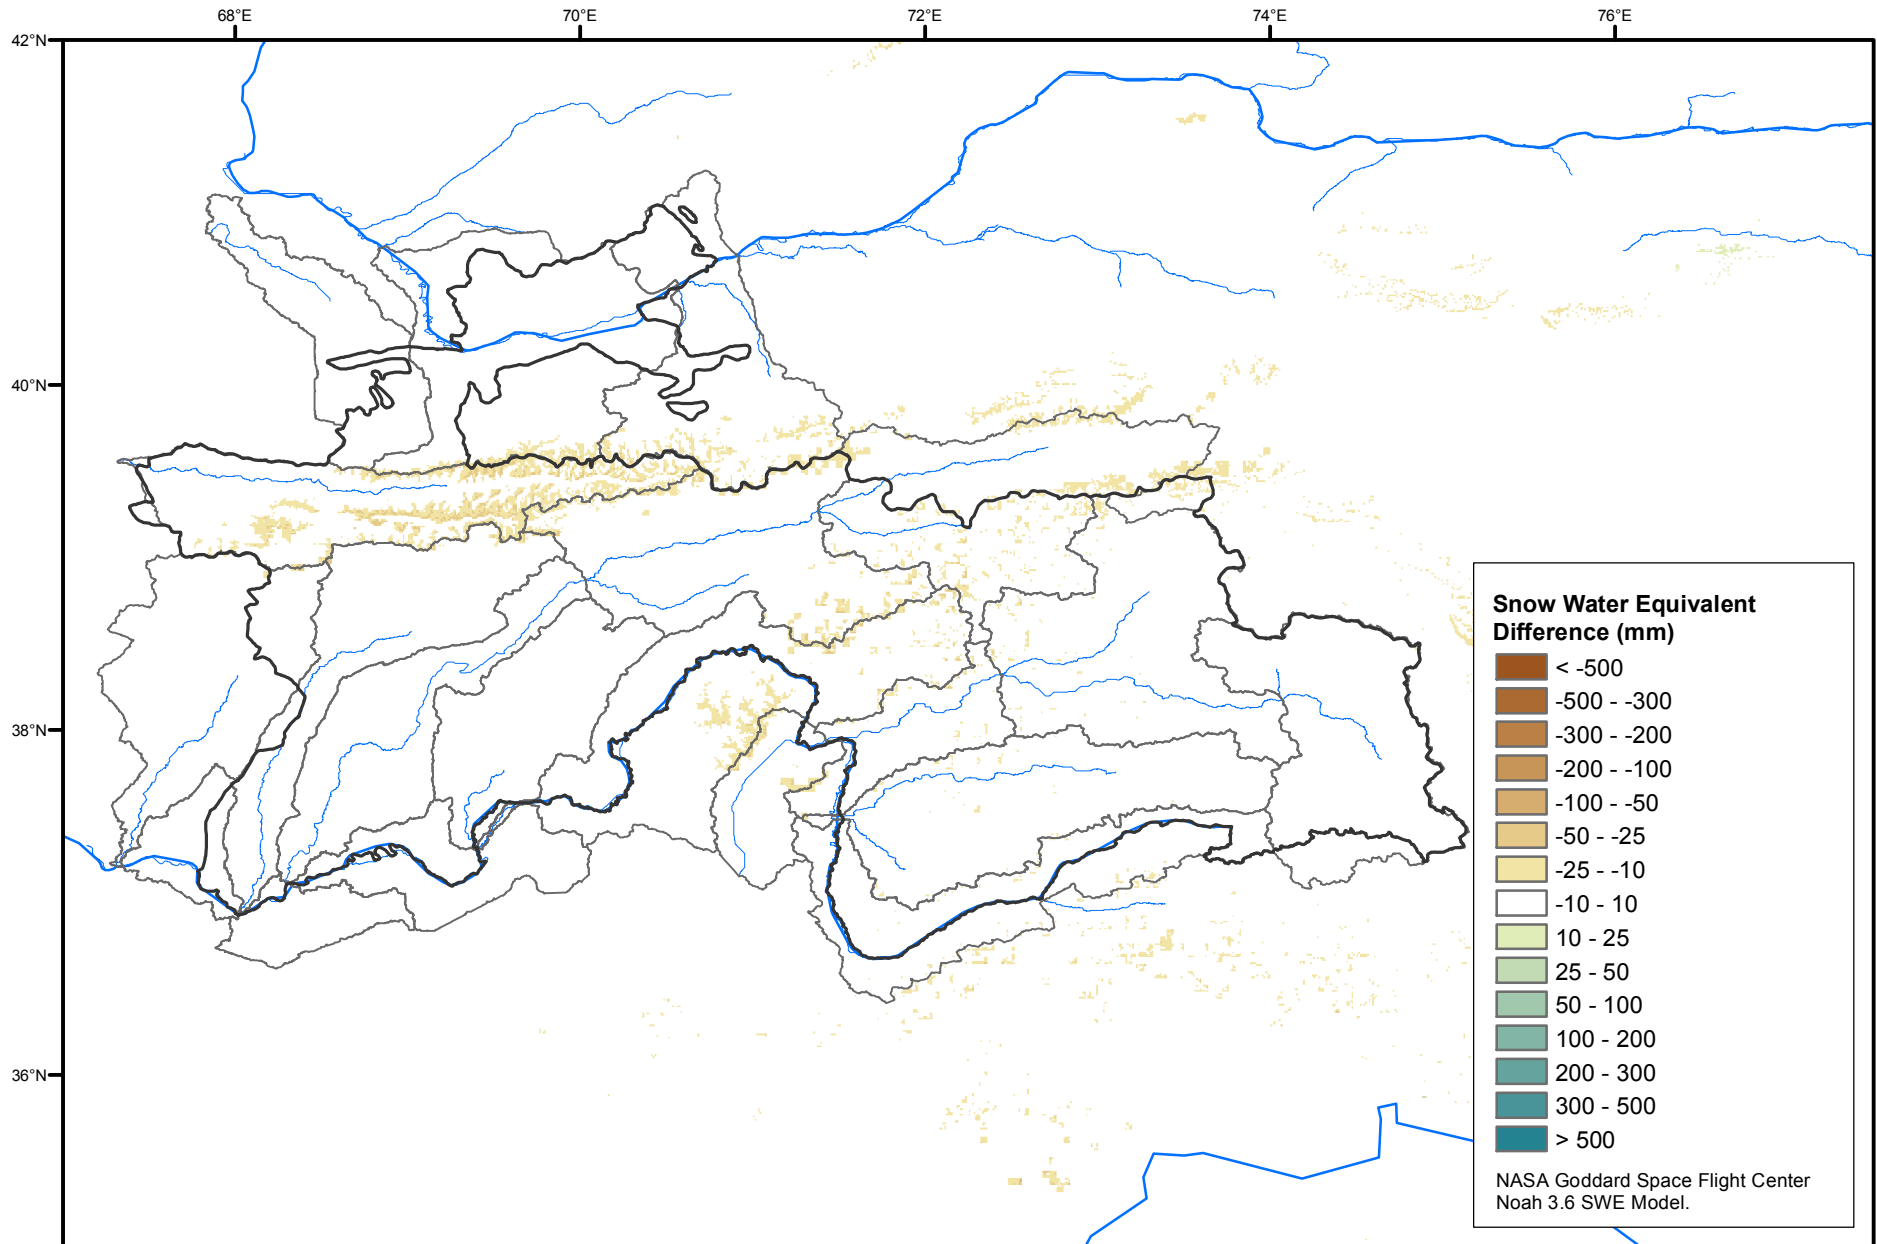 68°E
70°E
72°E
74°E
76°E
42°N
40°N
38°N
36°N
Snow Water Equivalent
Difference (mm)
< -500
-500 - -300
-300 - -200
-200 - -100
-100 - -50
-50 - -25
-25 - -10
-10 - 10
10 - 25
25 - 50
50 - 100
100 - 200
200 - 300
300 - 500
> 500
NASA Goddard Space Flight Center
Noah 3.6 SWE Model.